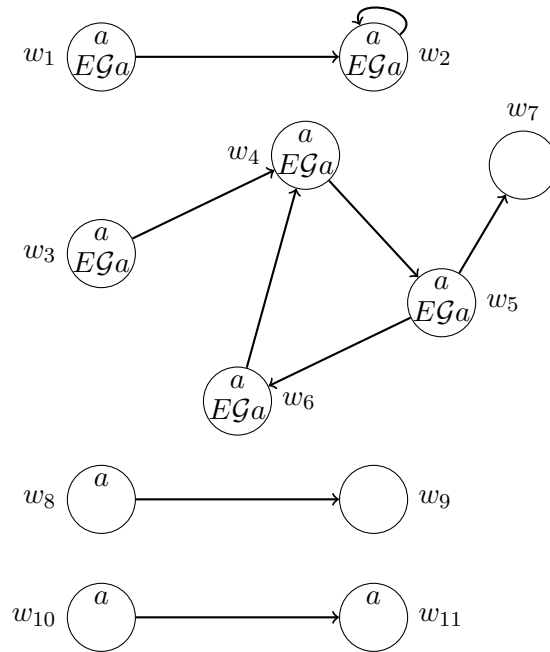 a
a
w₁ E𝒢a E𝒢a w₂
w₇
a
w₄ E𝒢a
a
w₃ E𝒢a
a
E𝒢a w₅
a
E𝒢a w₆
a
w₈ w₉
a a
w₁₀ w₁₁